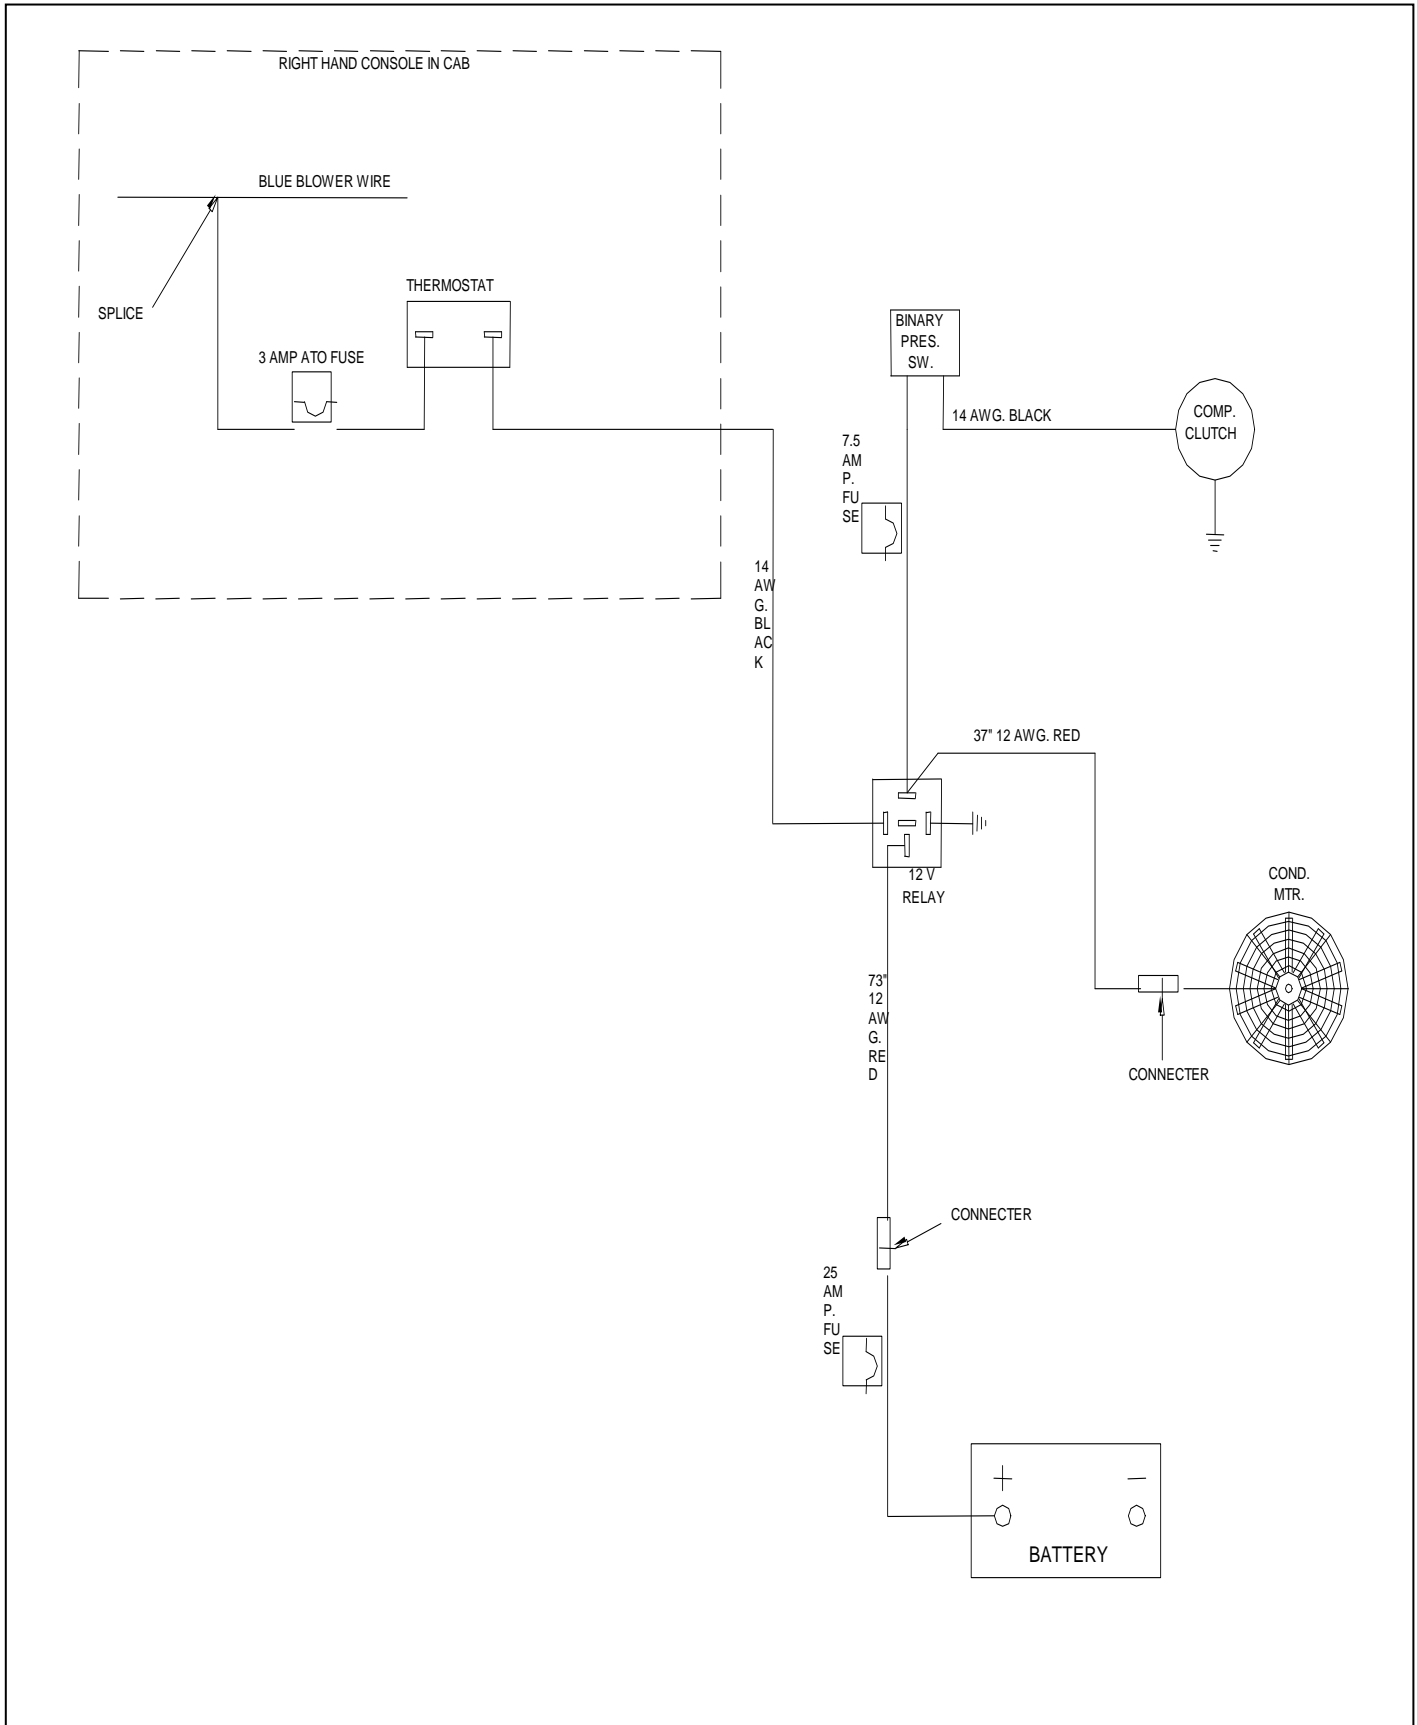 RIGHT HAND CONSOLE IN CAB
BLUE BLOWER WIRE
THERMOSTAT
SPLICE
3 AMP ATO FUSE
BINARY
PRES.
SW.
14 AWG. BLACK
COMP.
CLUTCH
7.5
AM
P.
FU
SE
14
AW
G.
BL
AC
K
37" 12 AWG. RED
12 V
RELAY
COND.
MTR.
73"
12
AW
G.
RE
D
CONNECTER
CONNECTER
25
AM
P.
FU
SE
+ −
BATTERY